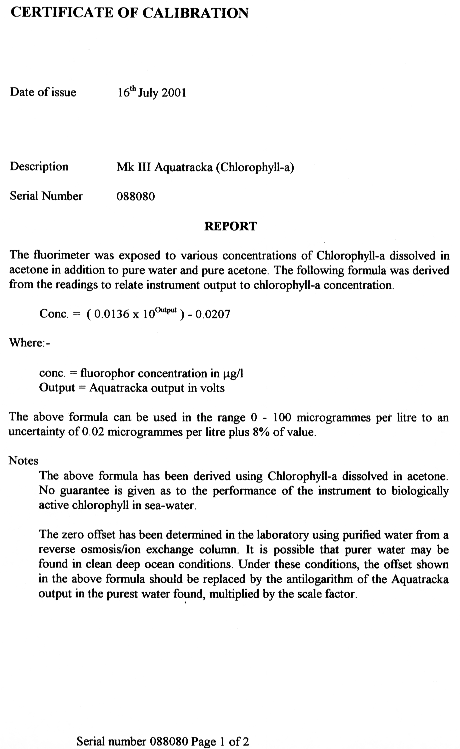 CERTIFICATE OF CALIBRATION
Date of issue 16th July 2001
Description Mk III Aquatracka (Chlorophyll-a)
Serial Number 088080
REPORT
The fluorimeter was exposed to various concentrations of Chlorophyll-a dissolved in
acetone in addition to pure water and pure acetone. The following formula was derived
from the readings to relate instrument output to chlorophyll-a concentration.
Conc. = ( 0.0136 x 10^Output ) - 0.0207
Where:-
conc. = fluorophor concentration in µg/l
Output = Aquatracka output in volts
The above formula can be used in the range 0 - 100 microgrammes per litre to an
uncertainty of 0.02 microgrammes per litre plus 8% of value.
Notes
The above formula has been derived using Chlorophyll-a dissolved in acetone.
No guarantee is given as to the performance of the instrument to biologically
active chlorophyll in sea-water.
The zero offset has been determined in the laboratory using purified water from a
reverse osmosis/ion exchange column. It is possible that purer water may be
found in clean deep ocean conditions. Under these conditions, the offset shown
in the above formula should be replaced by the antilogarithm of the Aquatracka
output in the purest water found, multiplied by the scale factor.
Serial number 088080 Page 1 of 2